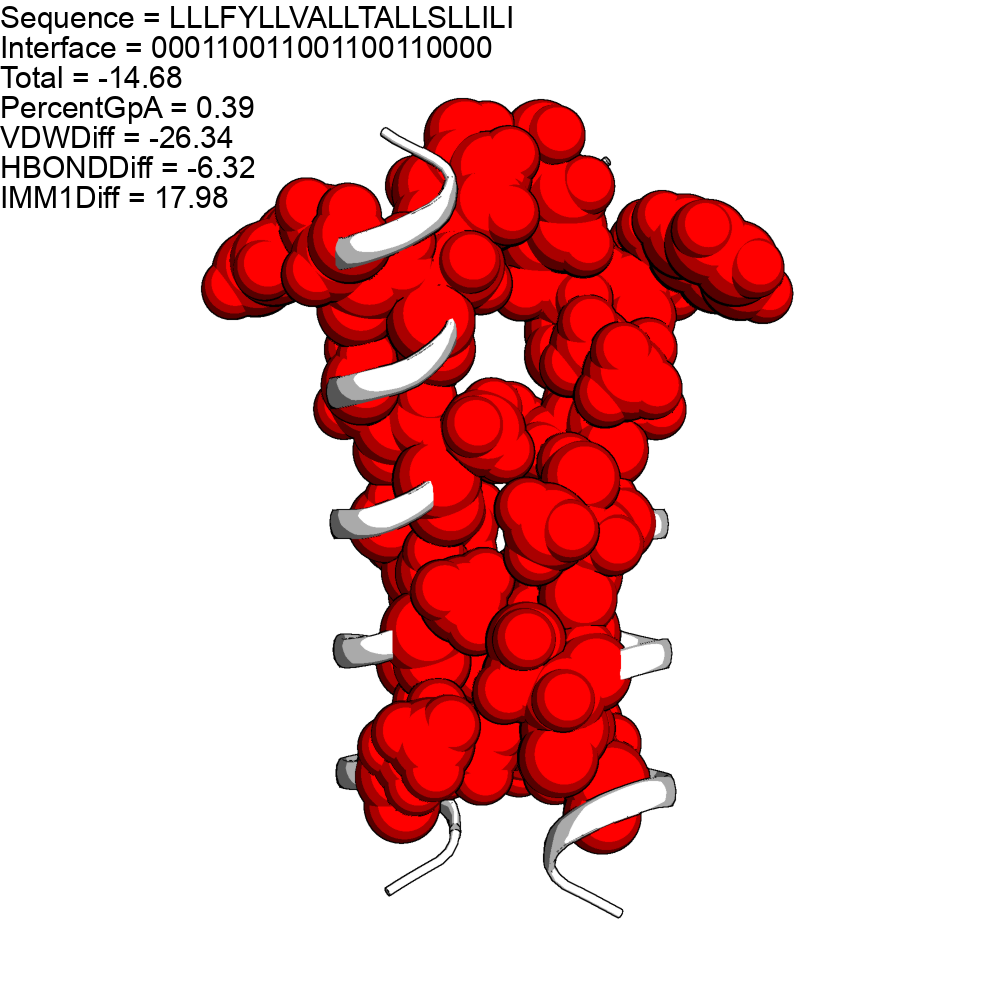 Sequence = LLLFYLLVALLTALLSLLILI
Interface = 000110011001100110000
Total = -14.68
PercentGpA = 0.39
VDWDiff = -26.34
HBONDDiff = -6.32
IMM1Diff = 17.98